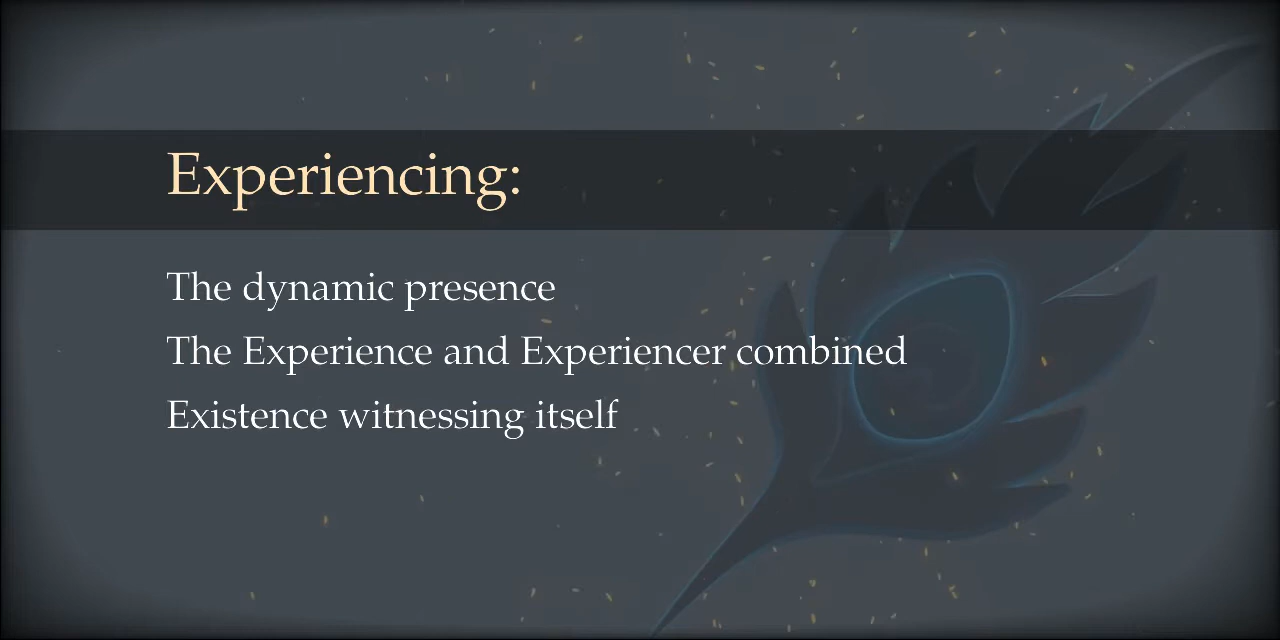 Experiencing:
The dynamic presence
The Experience and Experiencer combined
Existence witnessing itself